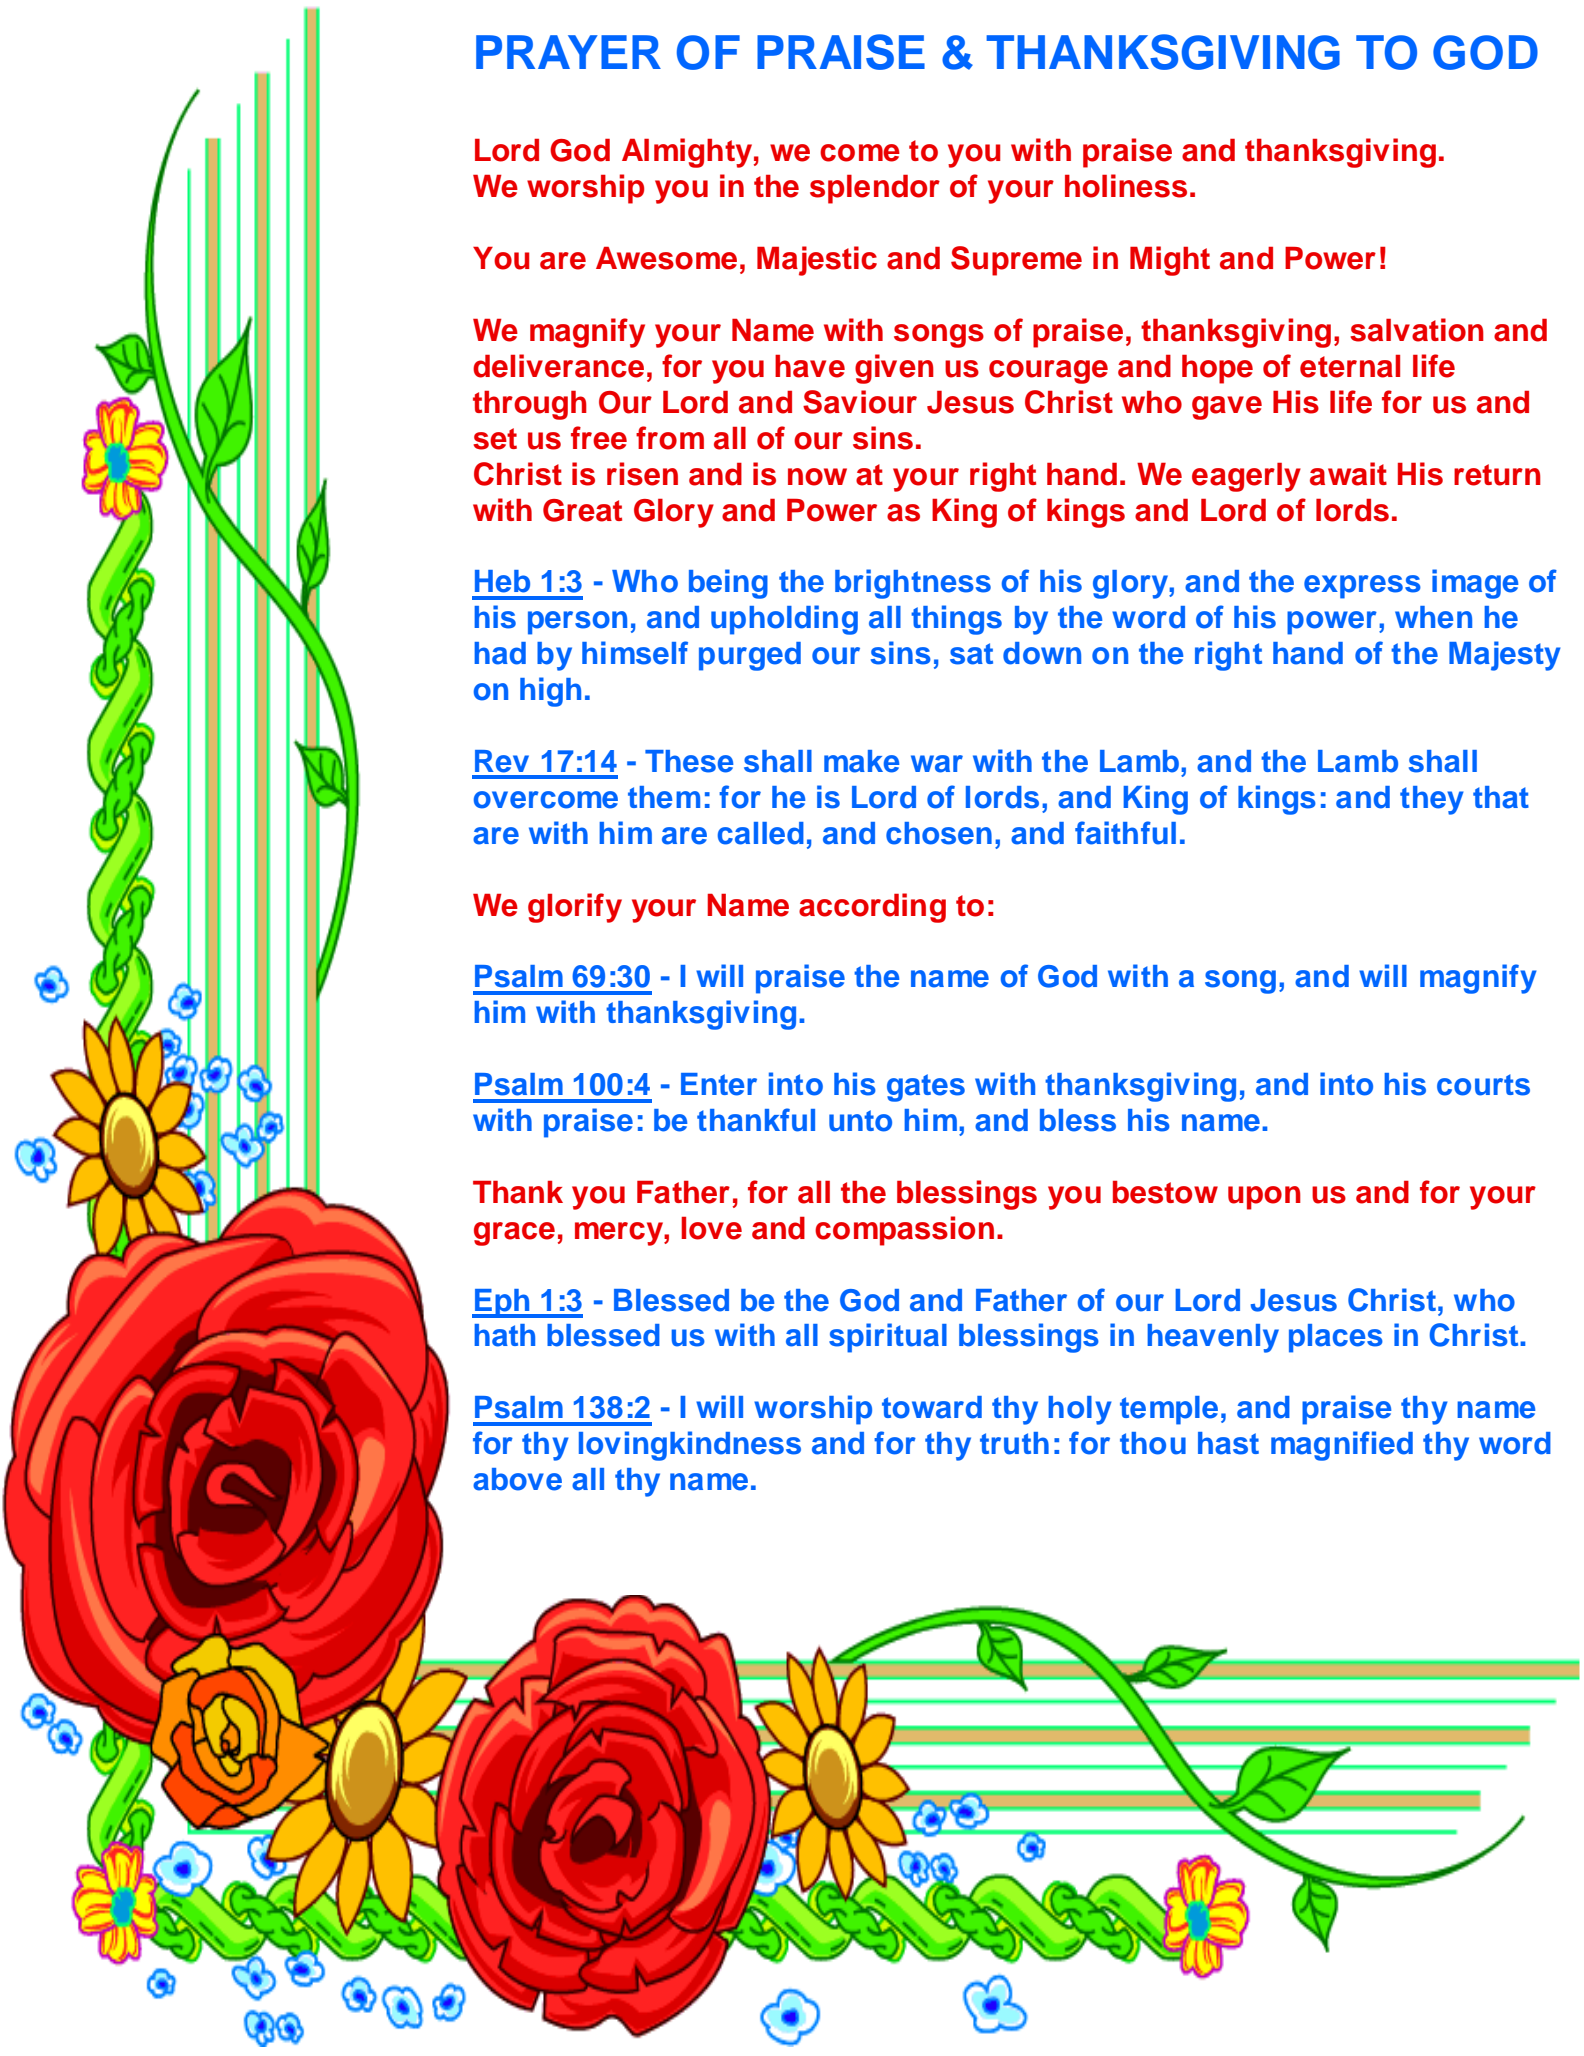 PRAYER OF PRAISE & THANKSGIVING TO GOD
Lord God Almighty, we come to you with praise and thanksgiving.
We worship you in the splendor of your holiness.
You are Awesome, Majestic and Supreme in Might and Power!
We magnify your Name with songs of praise, thanksgiving, salvation and
deliverance, for you have given us courage and hope of eternal life
through Our Lord and Saviour Jesus Christ who gave His life for us and
set us free from all of our sins.
Christ is risen and is now at your right hand. We eagerly await His return
with Great Glory and Power as King of kings and Lord of lords.
Heb 1:3 - Who being the brightness of his glory, and the express image of
his person, and upholding all things by the word of his power, when he
had by himself purged our sins, sat down on the right hand of the Majesty
on high.
Rev 17:14 - These shall make war with the Lamb, and the Lamb shall
overcome them: for he is Lord of lords, and King of kings: and they that
are with him are called, and chosen, and faithful.
We glorify your Name according to:
Psalm 69:30 - I will praise the name of God with a song, and will magnify
him with thanksgiving.
Psalm 100:4 - Enter into his gates with thanksgiving, and into his courts
with praise: be thankful unto him, and bless his name.
Thank you Father, for all the blessings you bestow upon us and for your
grace, mercy, love and compassion.
Eph 1:3 - Blessed be the God and Father of our Lord Jesus Christ, who
hath blessed us with all spiritual blessings in heavenly places in Christ.
Psalm 138:2 - I will worship toward thy holy temple, and praise thy name
for thy lovingkindness and for thy truth: for thou hast magnified thy word
above all thy name.